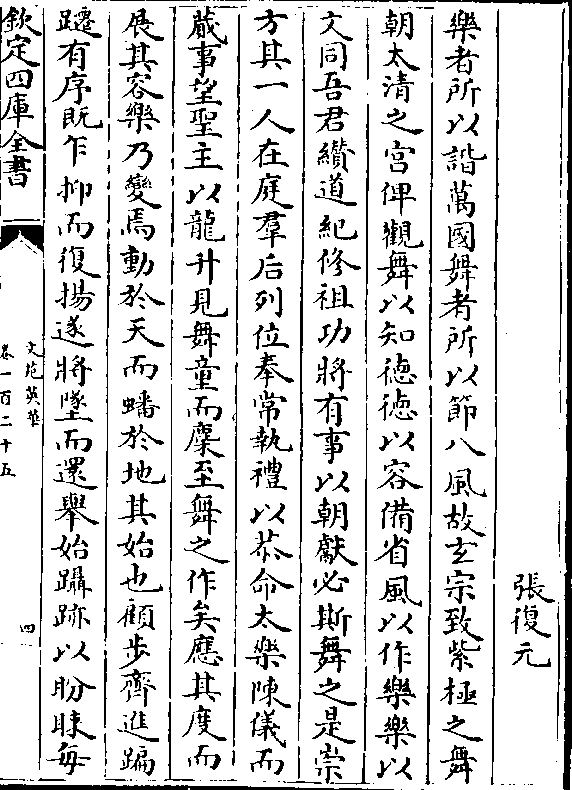 張復元
樂者所以諧萬國舞者所以節八風故玄宗致紫極之舞
朝太清之宮俾觀舞以知德德以容備省風以作樂樂以
文同吾君纘道紀修祖功將有事以朝獻必斯舞之是崇
方其一人在庭羣后列位奉常執禮以恭命太樂陳儀而
蕆事望聖主以龍升見舞童而麇至舞之作矣應其度而
展其容樂乃變焉動於天而蟠於地其始也顧步齊進蹁
躚有序既乍抑而復揚遂將墜而還舉始躡跡以盼睞每
欽定四庫全書
文苑英華
卷一百二十五
四